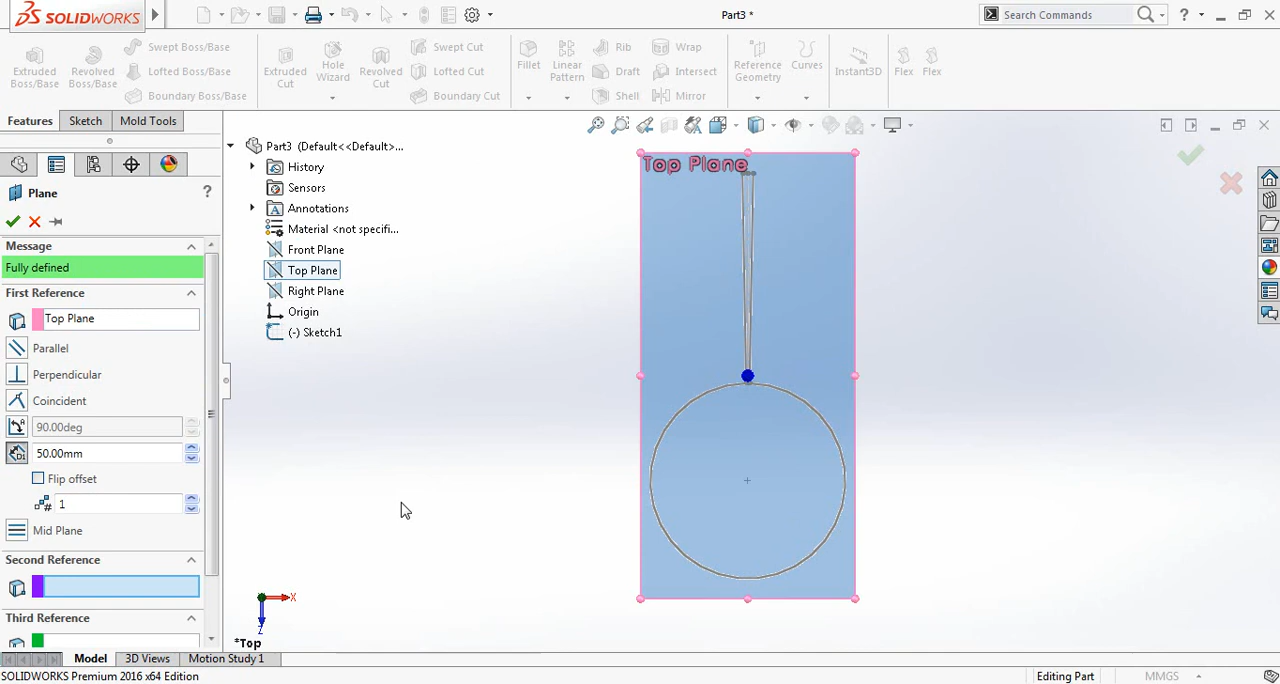 SOLIDWORKS
Part3 *
Search Commands
?
Extruded Boss/Base
Revolved Boss/Base
Swept Boss/Base
Lofted Boss/Base
Boundary Boss/Base
Extruded Cut
Hole Wizard
Revolved Cut
Swept Cut
Lofted Cut
Boundary Cut
Fillet
Linear Pattern
Rib
Draft
Shell
Wrap
Intersect
Mirror
Reference Geometry
Curves
Instant3D
Flex
Flex
Features
Sketch
Mold Tools
Plane
?
Message
Fully defined
First Reference
Top Plane
Parallel
Perpendicular
Coincident
90.00deg
50.00mm
Flip offset
1
Mid Plane
Second Reference
Third Reference
Part3 (Default<<Default>...
History
Sensors
Annotations
Material <not specifi...
Front Plane
Top Plane
Right Plane
Origin
(-) Sketch1
Top Plane
X
Z
*Top
Model
3D Views
Motion Study 1
SOLIDWORKS Premium 2016 x64 Edition
Editing Part
MMGS